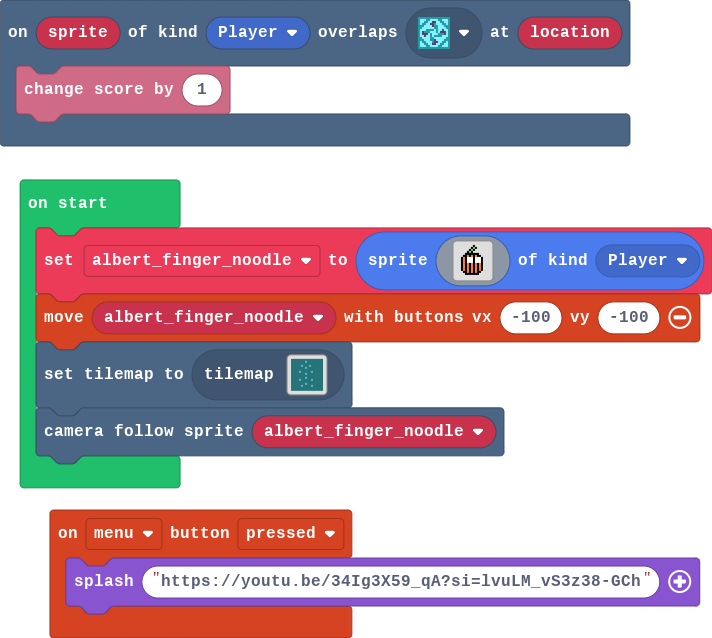 on sprite of kind Player overlaps at location
change score by 1
on start
set albert_finger_noodle to sprite of kind Player
move albert_finger_noodle with buttons vx -100 vy -100
set tilemap to tilemap
camera follow sprite albert_finger_noodle
on menu button pressed
splash "https://youtu.be/34Ig3X59_qA?si=lvuLM_vS3z38-GCh"